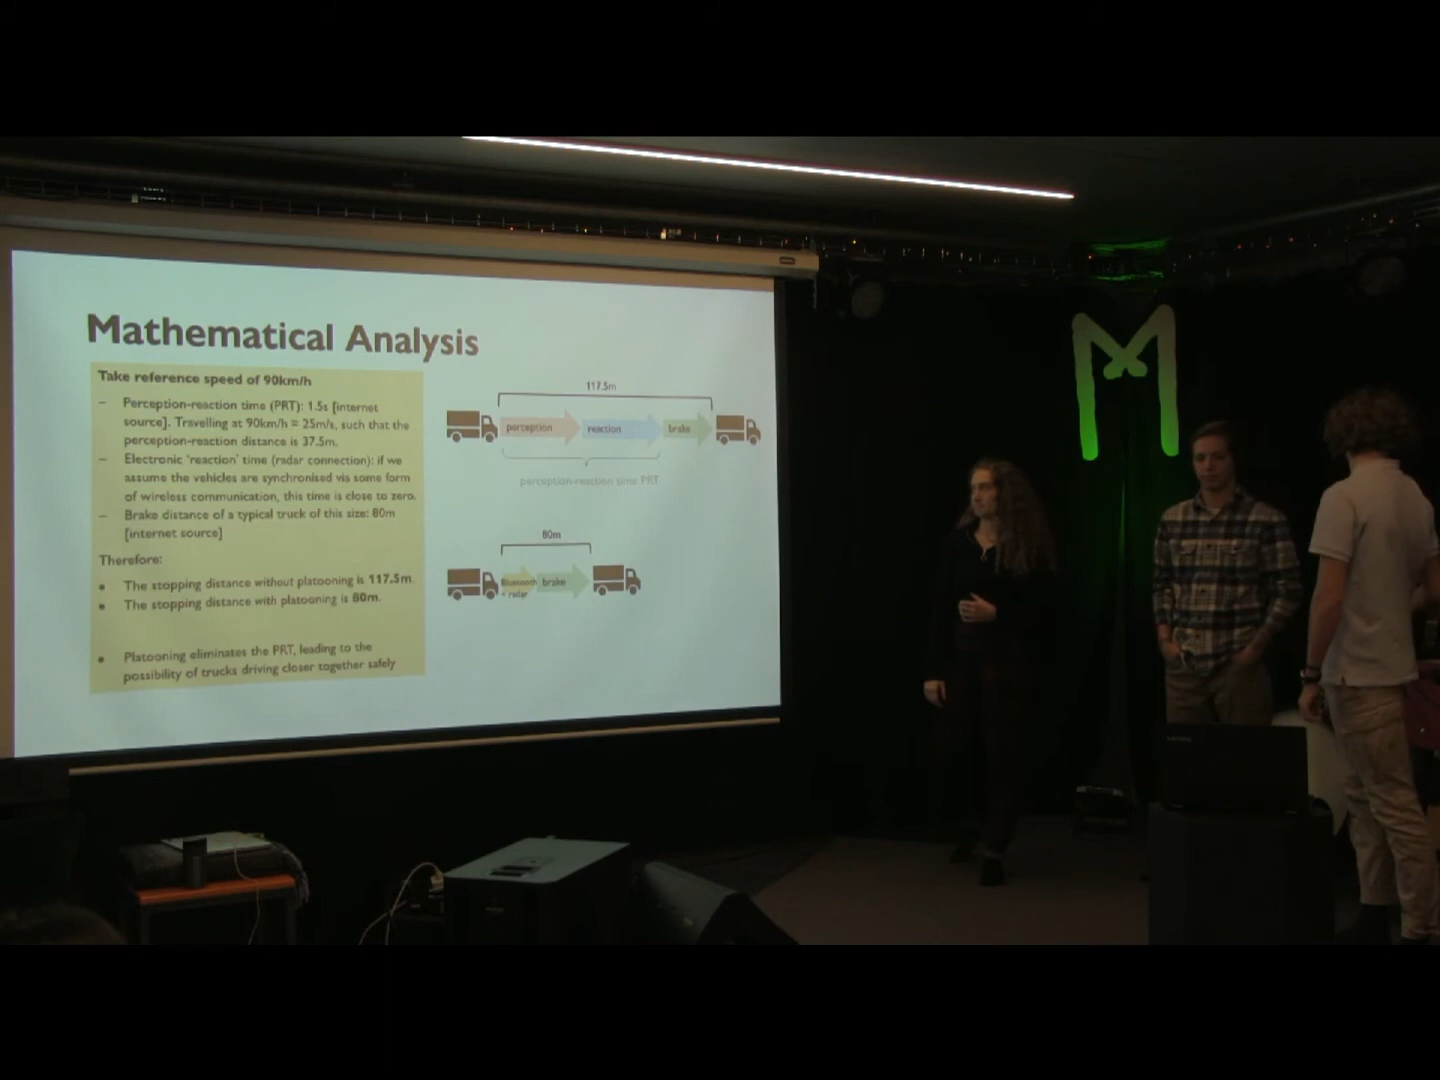 Mathematical Analysis
Take reference speed of 90km/h
– Perception-reaction time (PRT): 1.5s [internet
source]. Travelling at 90km/h = 25m/s, such that the
perception-reaction distance is 37.5m.
– Electronic ‘reaction’ time (radar connection): if we
assume the vehicles are synchronised via some form
of wireless communication, this time is close to zero.
– Brake distance of a typical truck of this size: 80m
[internet source]
Therefore:
• The stopping distance without platooning is 117.5m.
• The stopping distance with platooning is 80m.
• Platooning eliminates the PRT, leading to the
possibility of trucks driving closer together safely
117.5m
perception reaction brake
perception-reaction time PRT
80m
Bluetooth brake
+ radar
M
Lenovo